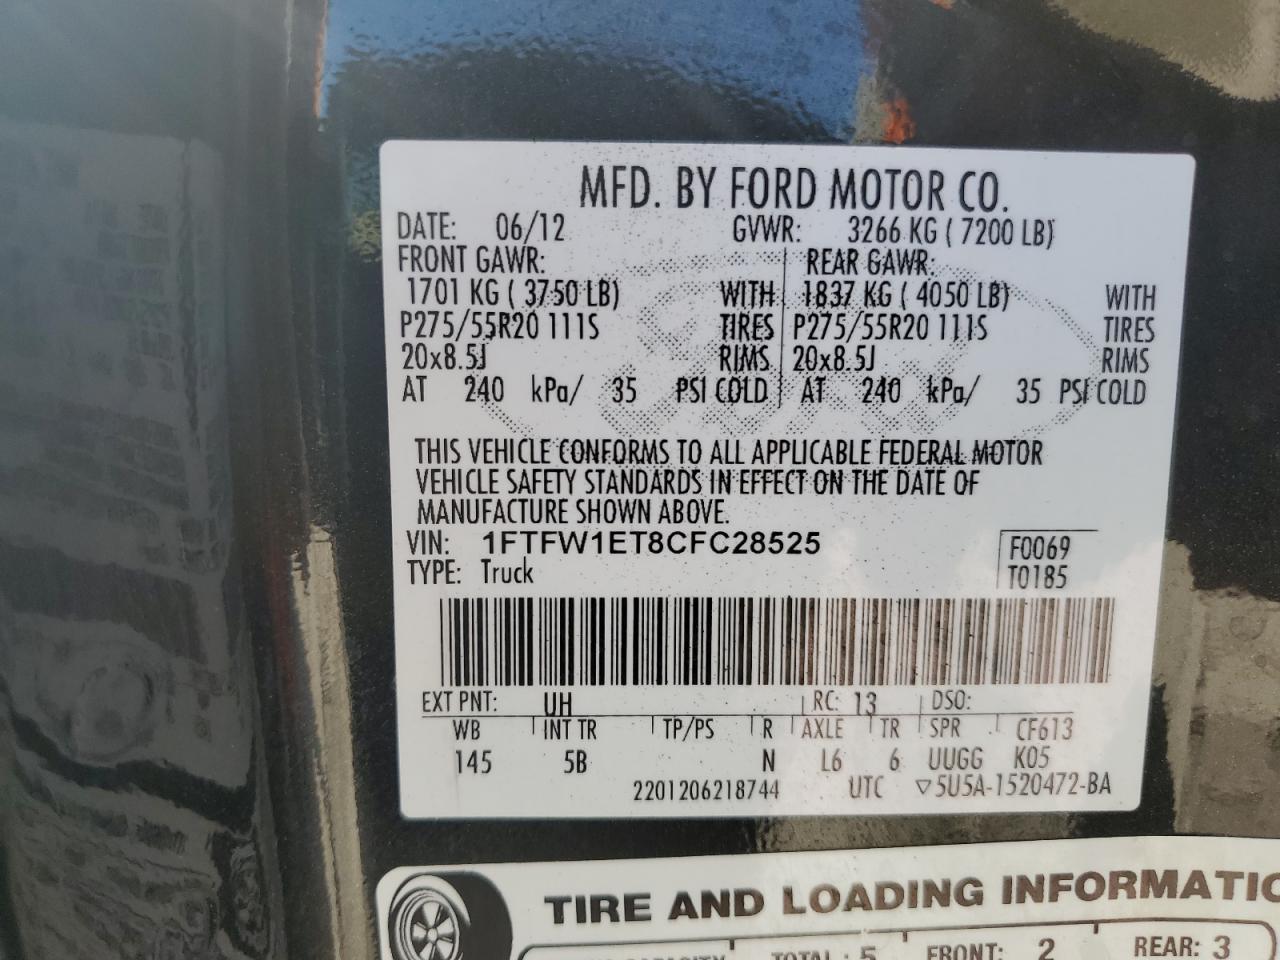 MFD. BY FORD MOTOR CO.
DATE: 06/12 GVWR: 3266 KG ( 7200 LB)
FRONT GAWR: REAR GAWR:
1701 KG ( 3750 LB) WITH 1837 KG ( 4050 LB) WITH
P275/55R20 111S TIRES P275/55R20 111S TIRES
20x8.5J RIMS 20x8.5J RIMS
AT 240 kPa/ 35 PSI COLD AT 240 kPa/ 35 PSI COLD
THIS VEHICLE CONFORMS TO ALL APPLICABLE FEDERAL MOTOR
VEHICLE SAFETY STANDARDS IN EFFECT ON THE DATE OF
MANUFACTURE SHOWN ABOVE.
VIN: 1FTFW1ET8CFC28525 F0069
TYPE: Truck T0185
EXT PNT: UH RC: 13 DSO:
WB INT TR TP/PS R AXLE TR SPR CF613
145 5B N L6 6 UUGG K05
2201206218744 UTC ▽5U5A-1520472-BA
TIRE AND LOADING INFORMATIO
TOTAL: 5 FRONT: 2 REAR: 3